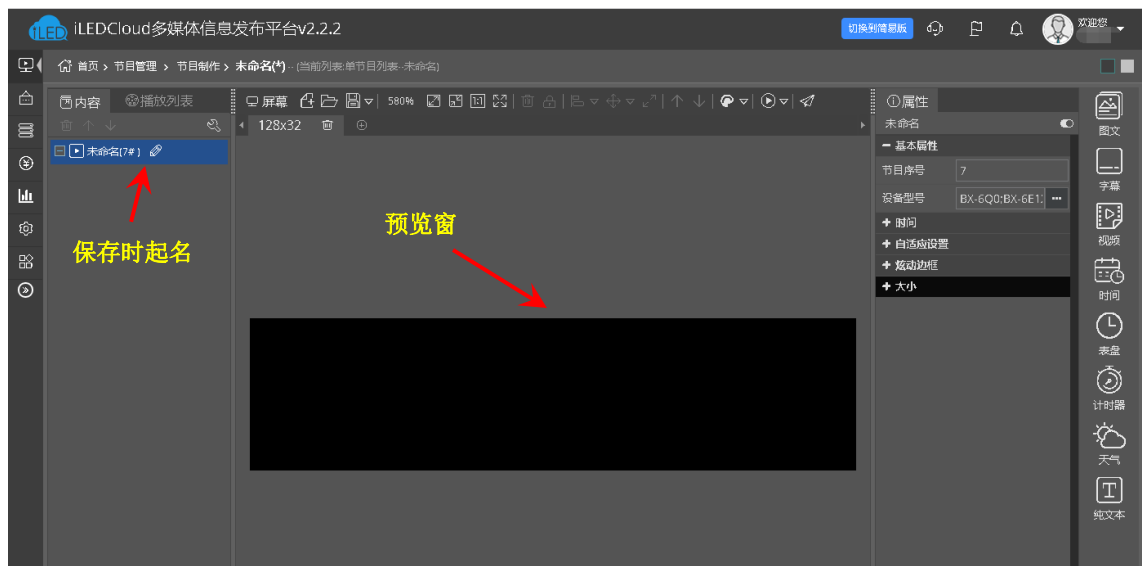 iLED iLEDCloud多媒体信息发布平台v2.2.2 切换到简易版 欢迎您
首页 > 节目管理 > 节目制作 > 未命名(*) -- (当前列表:单节目列表--未命名)
内容 播放列表 屏幕 580% 1:1 属性
128x32
未命名
未命名(7# )
基本属性
节目序号 7
设备型号 BX-6Q0;BX-6E1; ...
时间
自适应设置
炫动边框
大小
保存时起名
预览窗
图文
字幕
视频
时间
表盘
计时器
天气
T
纯文本